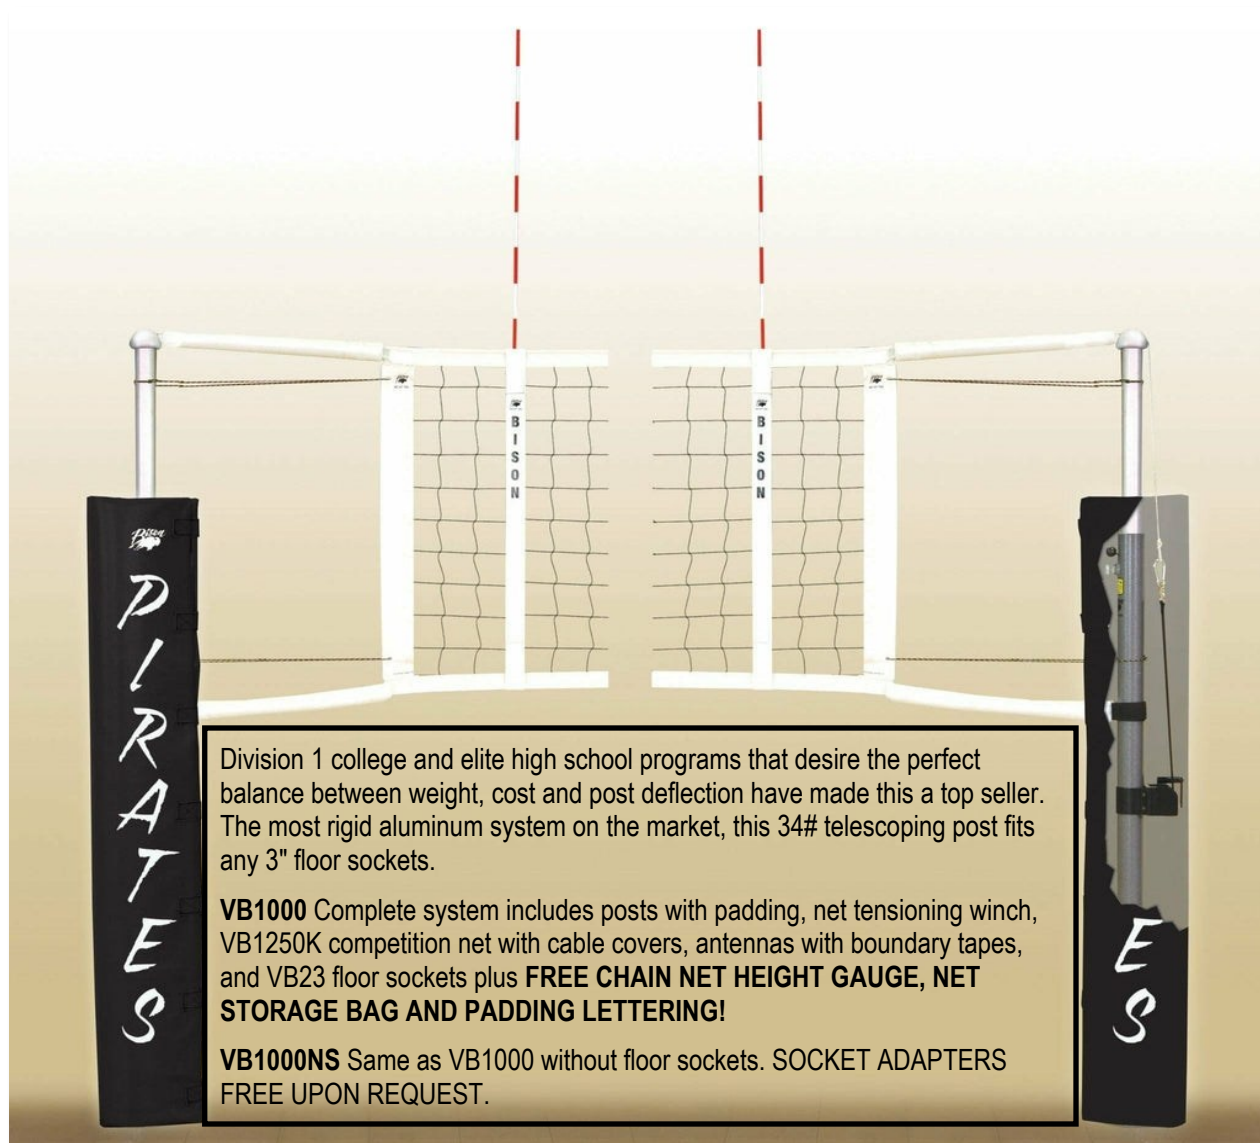 BISON
BISON
Bison
PIRATES
ES
Division 1 college and elite high school programs that desire the perfect
balance between weight, cost and post deflection have made this a top seller.
The most rigid aluminum system on the market, this 34# telescoping post fits
any 3" floor sockets.
VB1000 Complete system includes posts with padding, net tensioning winch,
VB1250K competition net with cable covers, antennas with boundary tapes,
and VB23 floor sockets plus FREE CHAIN NET HEIGHT GAUGE, NET
STORAGE BAG AND PADDING LETTERING!
VB1000NS Same as VB1000 without floor sockets. SOCKET ADAPTERS
FREE UPON REQUEST.